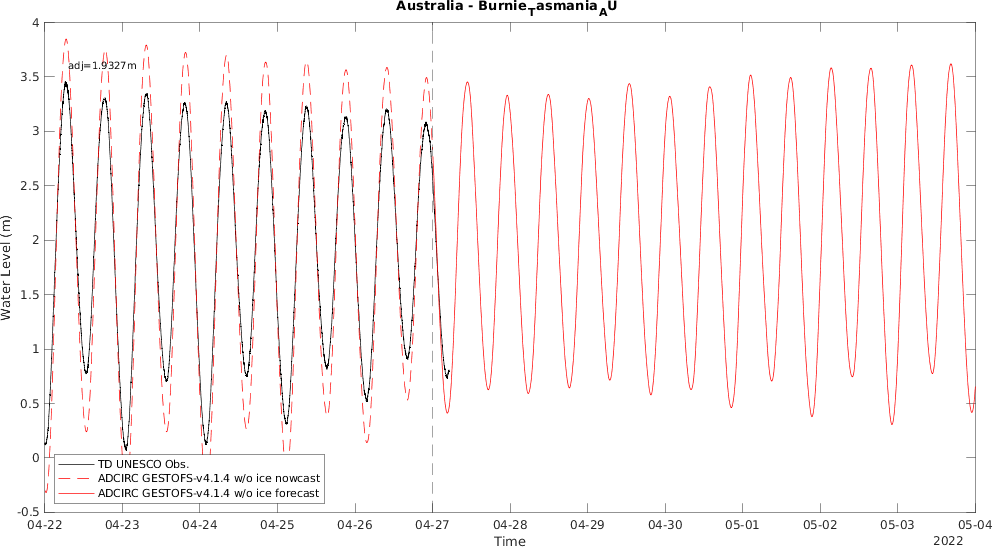 Australia - Burnie_Tasmania_AU
4
adj=1.9327m
3.5
3
2.5
2
1.5
1
0.5
0
-0.5
Water Level (m)
TD UNESCO Obs.
ADCIRC GESTOFS-v4.1.4 w/o ice nowcast
ADCIRC GESTOFS-v4.1.4 w/o ice forecast
04-22 04-23 04-24 04-25 04-26 04-27 04-28 04-29 04-30 05-01 05-02 05-03 05-04
Time
2022